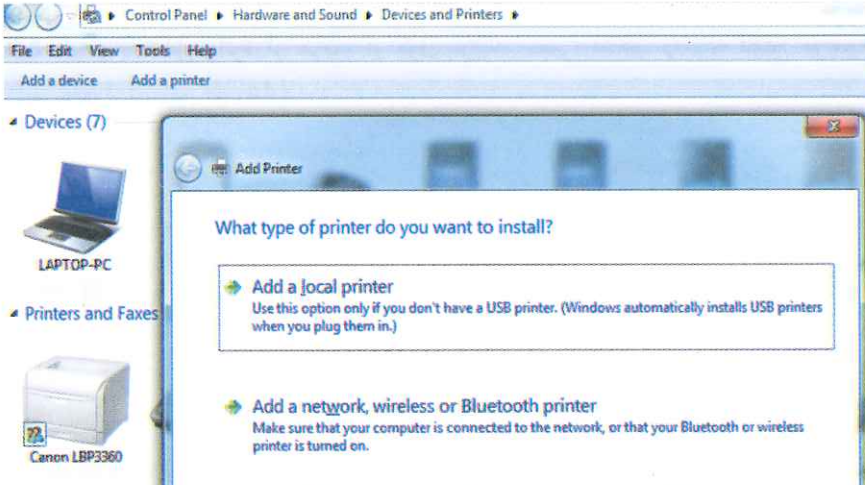 Control Panel ▸ Hardware and Sound ▸ Devices and Printers ▸
File Edit View Tools Help
Add a device Add a printer
Devices (7)
Add Printer
What type of printer do you want to install?
LAPTOP-PC
Add a local printer
Use this option only if you don't have a USB printer. (Windows automatically installs USB printers
when you plug them in.)
Printers and Faxes
Add a network, wireless or Bluetooth printer
Make sure that your computer is connected to the network, or that your Bluetooth or wireless
printer is turned on.
Canon LBP3360